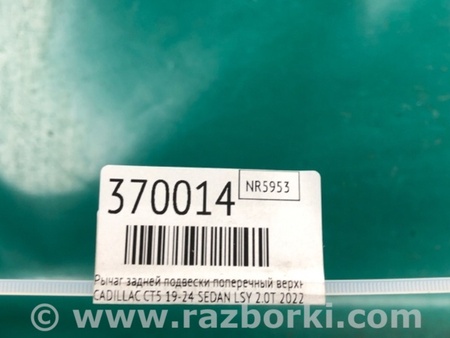 370014
NR5953
Рычаг задней подвески поперечный верхн
CADILLAC CT5 19-24 SEDAN LSY 2.0T 2022
© www.razborki.com